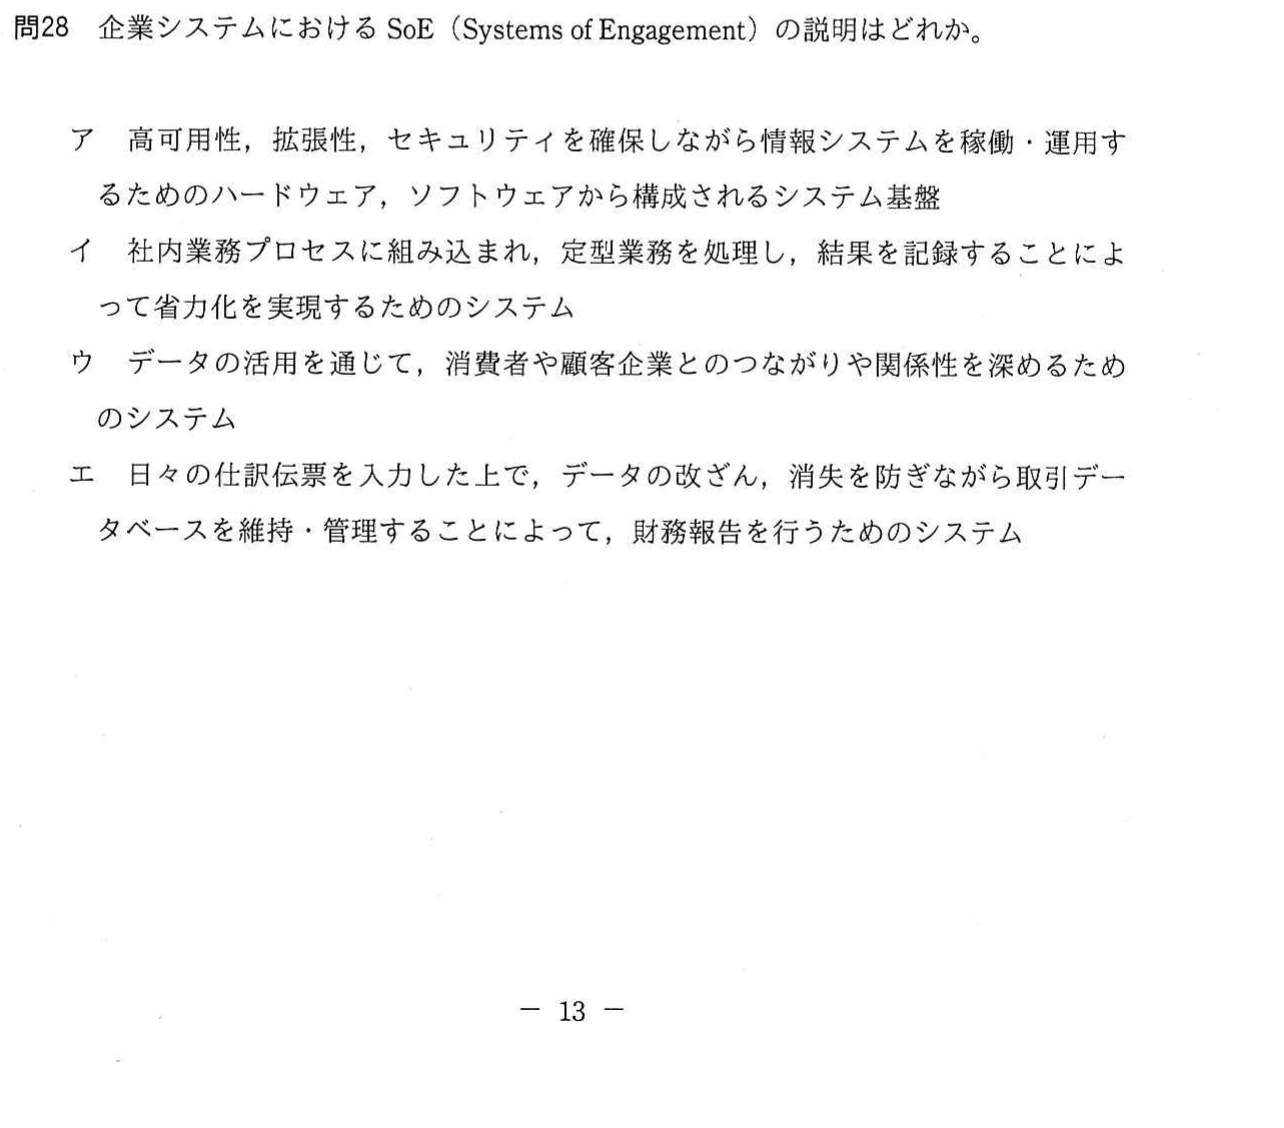 問28 企業システムにおける SoE（Systems of Engagement）の説明はどれか。
ア 高可用性，拡張性，セキュリティを確保しながら情報システムを稼働・運用す
るためのハードウェア，ソフトウェアから構成されるシステム基盤
イ 社内業務プロセスに組み込まれ，定型業務を処理し，結果を記録することによ
って省力化を実現するためのシステム
ウ データの活用を通じて，消費者や顧客企業とのつながりや関係性を深めるため
のシステム
エ 日々の仕訳伝票を入力した上で，データの改ざん，消失を防ぎながら取引デー
タベースを維持・管理することによって，財務報告を行うためのシステム
－ 13 －